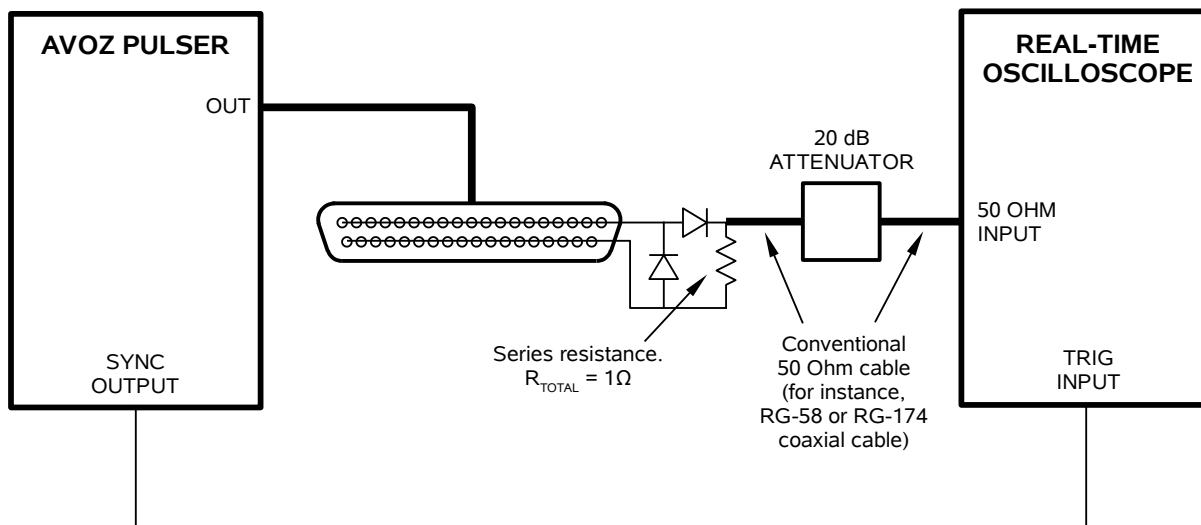 AVOZ PULSER
OUT
SYNC
OUTPUT
Series resistance.
R_TOTAL = 1Ω
20 dB
ATTENUATOR
Conventional
50 Ohm cable
(for instance,
RG-58 or RG-174
coaxial cable)
REAL-TIME
OSCILLOSCOPE
50 OHM
INPUT
TRIG
INPUT